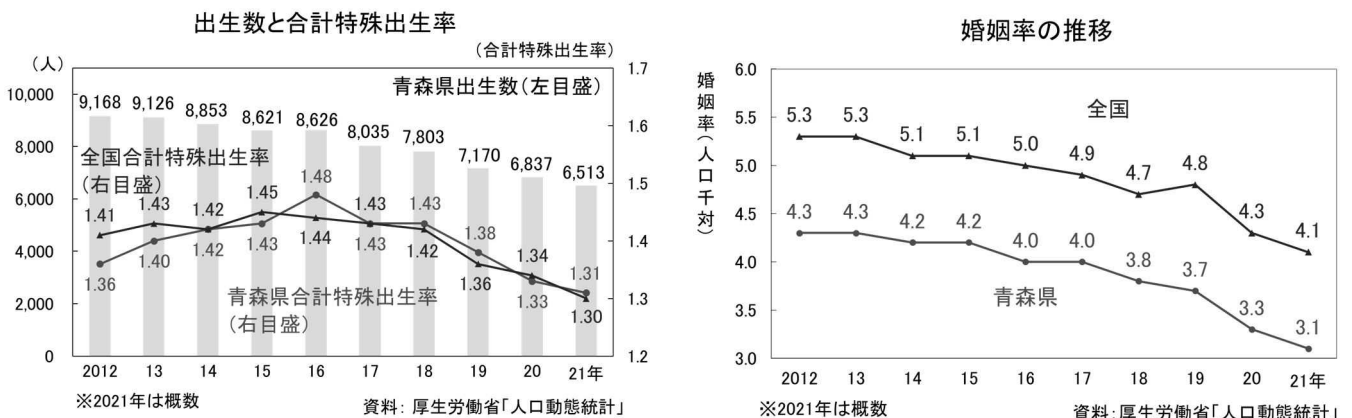 出生数と合計特殊出生率
(人)
(合計特殊出生率)
青森県出生数(左目盛)
10,000
8,000
6,000
4,000
2,000
0
9,168
9,126
8,853
8,621
8,626
8,035
7,803
7,170
6,837
6,513
全国合計特殊出生率
(右目盛)
1.41
1.43
1.42
1.45
1.48
1.43
1.43
1.38
1.34
1.31
1.36
1.40
1.42
1.43
1.44
1.43
1.42
1.36
1.33
1.30
青森県合計特殊出生率
(右目盛)
1.7
1.6
1.5
1.4
1.3
1.2
2012 13 14 15 16 17 18 19 20 21年
※2021年は概数
資料: 厚生労働省「人口動態統計」
婚姻率の推移
婚姻率(人口千対)
6.0
5.5
5.0
4.5
4.0
3.5
3.0
全国
5.3 5.3 5.1 5.1 5.0 4.9 4.7 4.8 4.3 4.1
4.3 4.3 4.2 4.2 4.0 4.0 3.8 3.7 3.3 3.1
青森県
2012 13 14 15 16 17 18 19 20 21年
※2021年は概数
資料: 厚生労働省「人口動態統計」